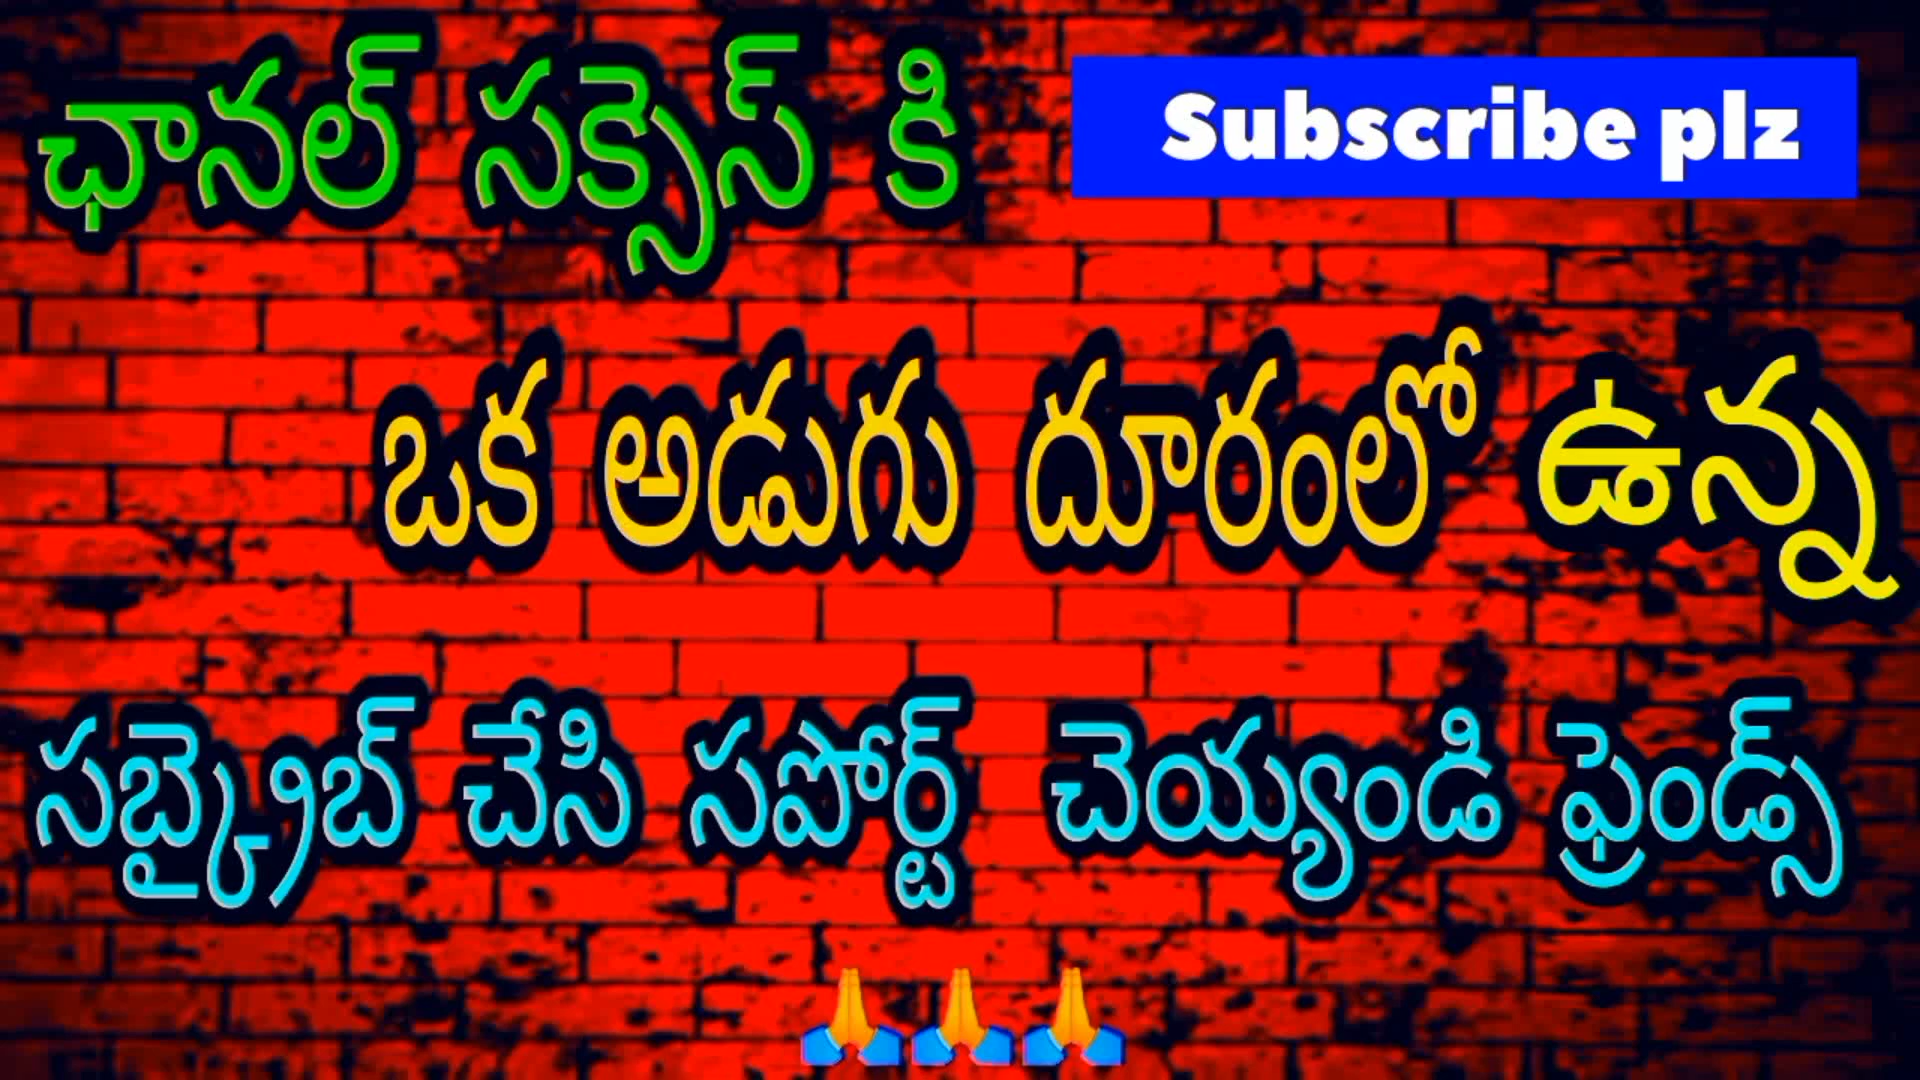 ఛానల్ సక్సెస్ కి
Subscribe plz
ఒక అడుగు దూరంలో ఉన్న
సబ్స్క్రైబ్ చేసి సపోర్ట్ చెయ్యండి ఫ్రెండ్స్
🙏🙏🙏